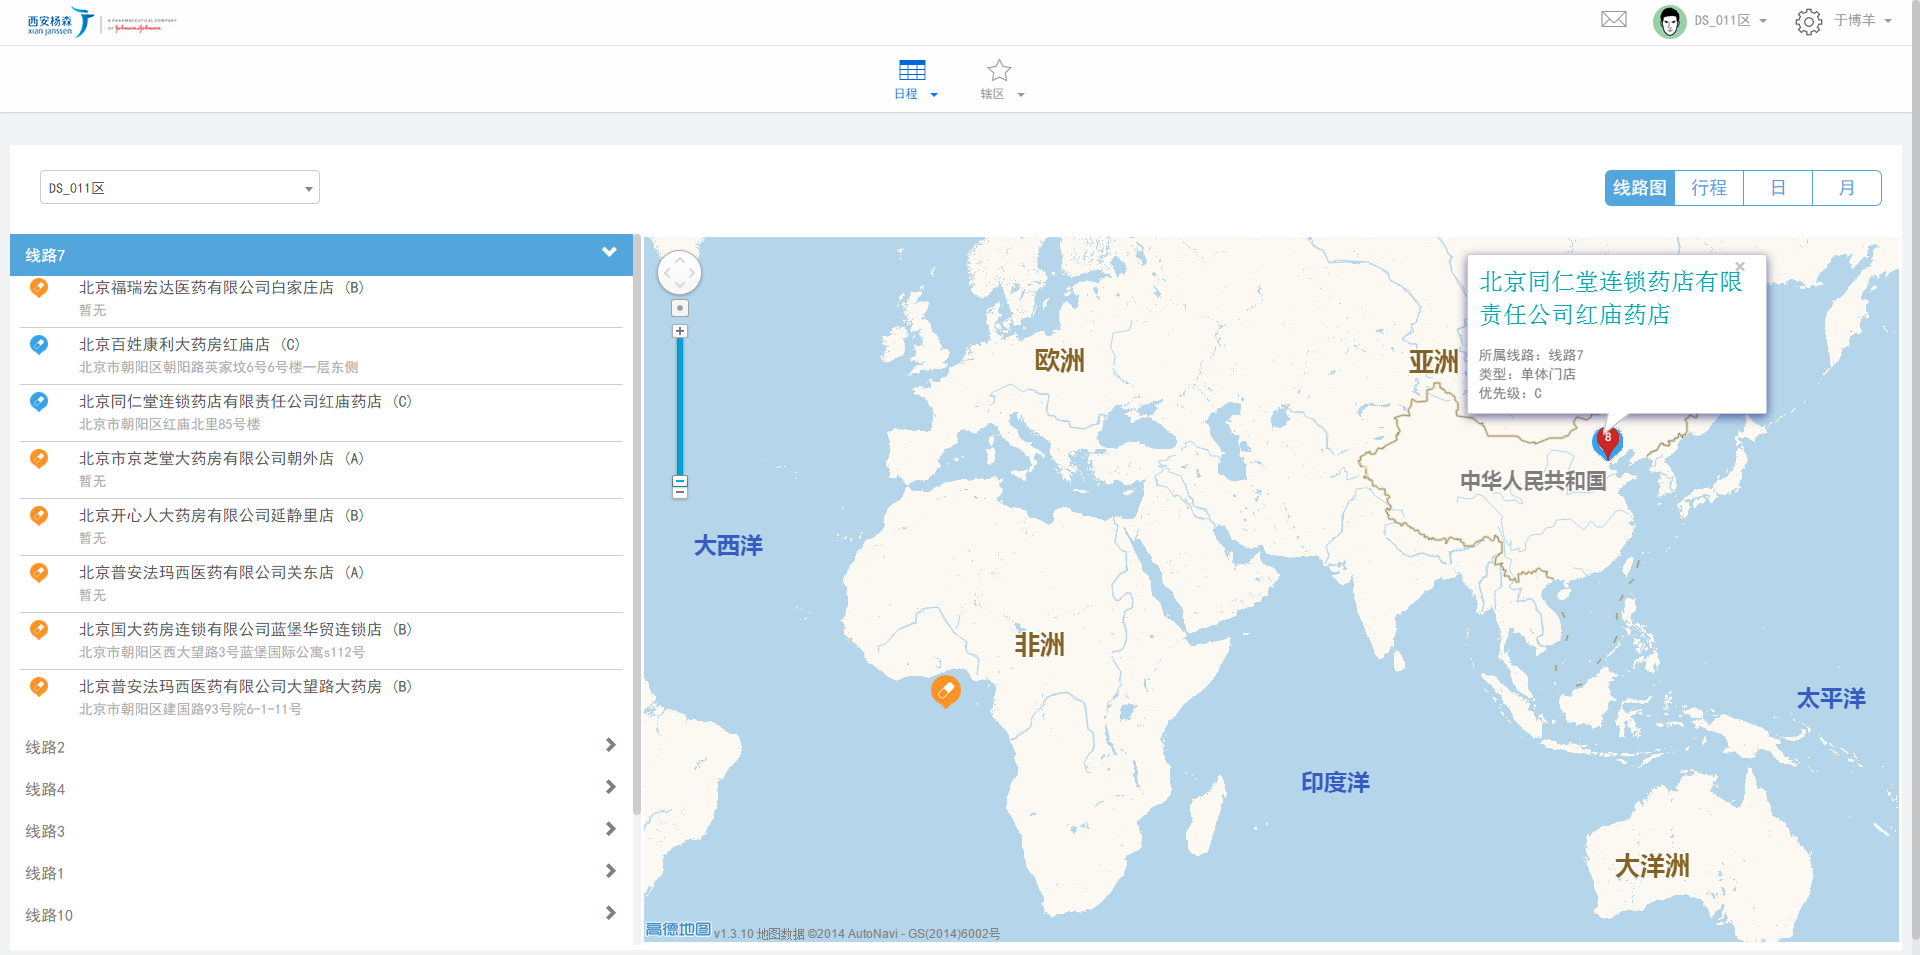 西安杨森
xian janssen
A PHARMACEUTICAL COMPANY
OF Johnson & Johnson
DS_011区
于博羊
日程
辖区
DS_011区
线路图
行程
日
月
线路7
北京福瑞宏达医药有限公司白家庄店 (B)
暂无
北京百姓康利大药房红庙店 (C)
北京市朝阳区朝阳路英家坟6号6号楼一层东侧
北京同仁堂连锁药店有限责任公司红庙药店 (C)
北京市朝阳区红庙北里85号楼
北京市京芝堂大药房有限公司朝外店 (A)
暂无
北京开心人大药房有限公司延静里店 (B)
暂无
北京普安法玛西医药有限公司关东店 (A)
暂无
北京国大药房连锁有限公司蓝堡华贸连锁店 (B)
北京市朝阳区西大望路3号蓝堡国际公寓s112号
北京普安法玛西医药有限公司大望路大药房 (B)
北京市朝阳区建国路93号院6-1-11号
线路2
线路4
线路3
线路1
线路10
北京同仁堂连锁药店有限
责任公司红庙药店
所属线路: 线路7
类型: 单体门店
优先级: C
8
欧洲
亚洲
中华人民共和国
大西洋
非洲
太平洋
印度洋
大洋洲
高德地图 v1.3.10 地图数据 ©2014 AutoNavi - GS(2014)6002号